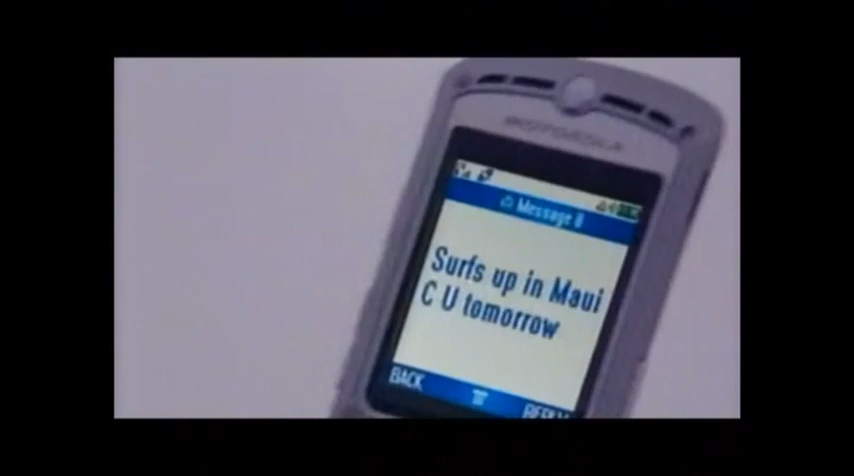 MOTOROLA
Message 8
Surfs up in Maui
C U tomorrow
BACK
REPLY